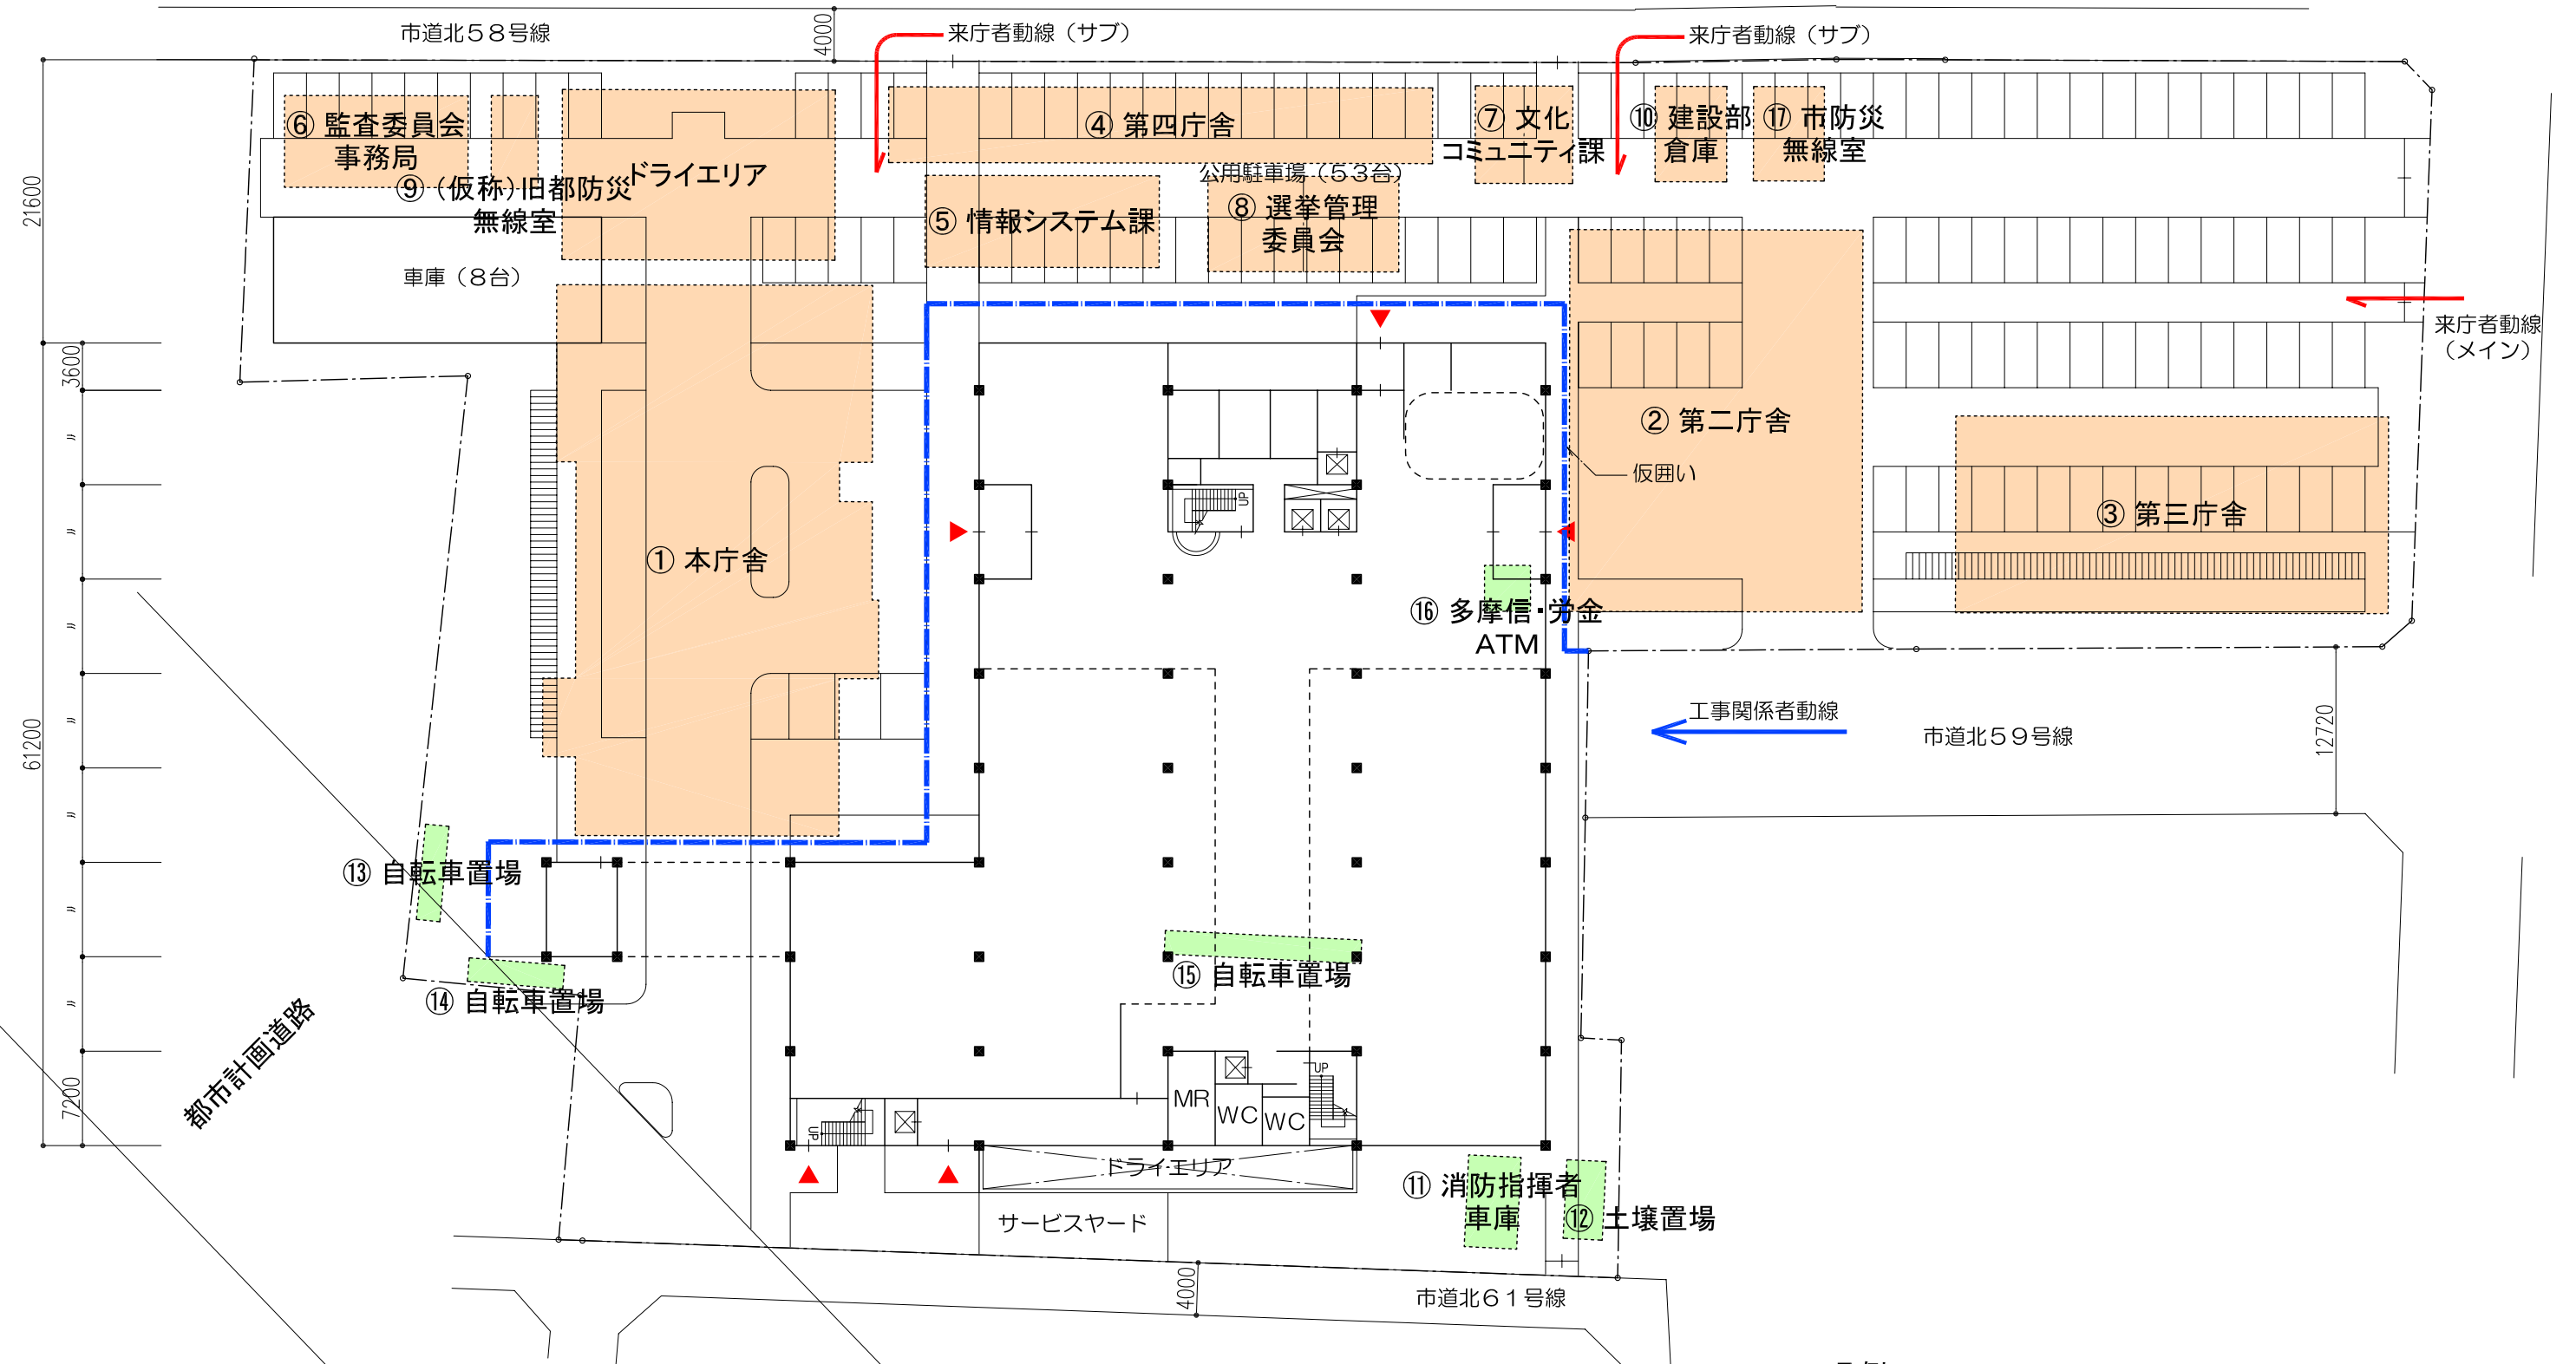 市道北５８号線
4000
来庁者動線（サブ）
来庁者動線（サブ）
⑥ 監査委員会
事務局
⑨ (仮称)旧都防災
無線室
ドライエリア
④ 第四庁舎
⑦ 文化
コミュニティ課
⑩ 建設部
倉庫
⑰ 市防災
無線室
公用駐車場（５３台）
⑤ 情報システム課
⑧ 選挙管理
委員会
21600
車庫（８台）
来庁者動線
（メイン）
3600
② 第二庁舎
仮囲い
③ 第三庁舎
〃
〃
〃
〃
〃
〃
〃
UP
① 本庁舎
⑯ 多摩信・労金
ATM
61200
工事関係者動線
市道北５９号線
12720
⑬ 自転車置場
⑭ 自転車置場
⑮ 自転車置場
都市計画道路
7200
UP
MR
WC
WC
UP
ドライエリア
⑪ 消防指揮者
車庫
⑫ 土壌置場
サービスヤード
4000
市道北６１号線